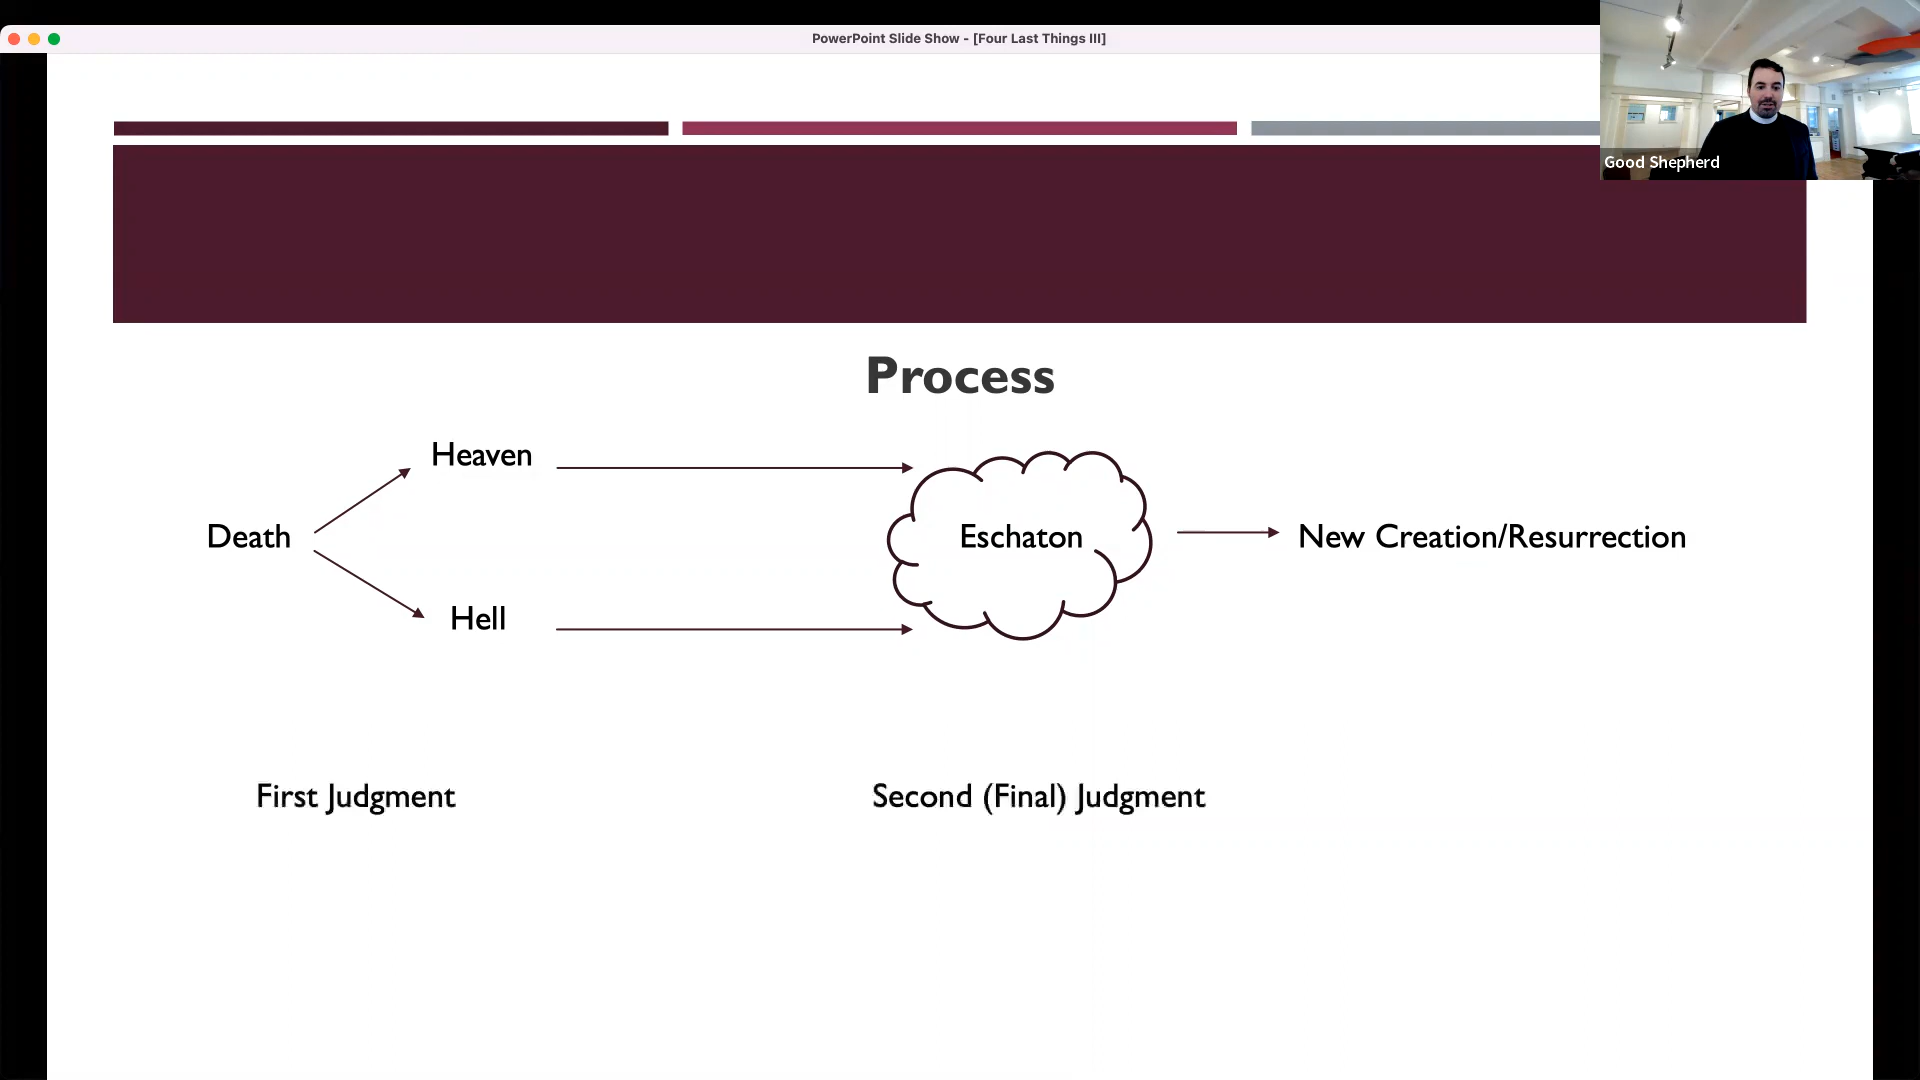 PowerPoint Slide Show - [Four Last Things III]
Good Shepherd
Process
Heaven
Death
Eschaton
New Creation/Resurrection
Hell
First Judgment
Second (Final) Judgment